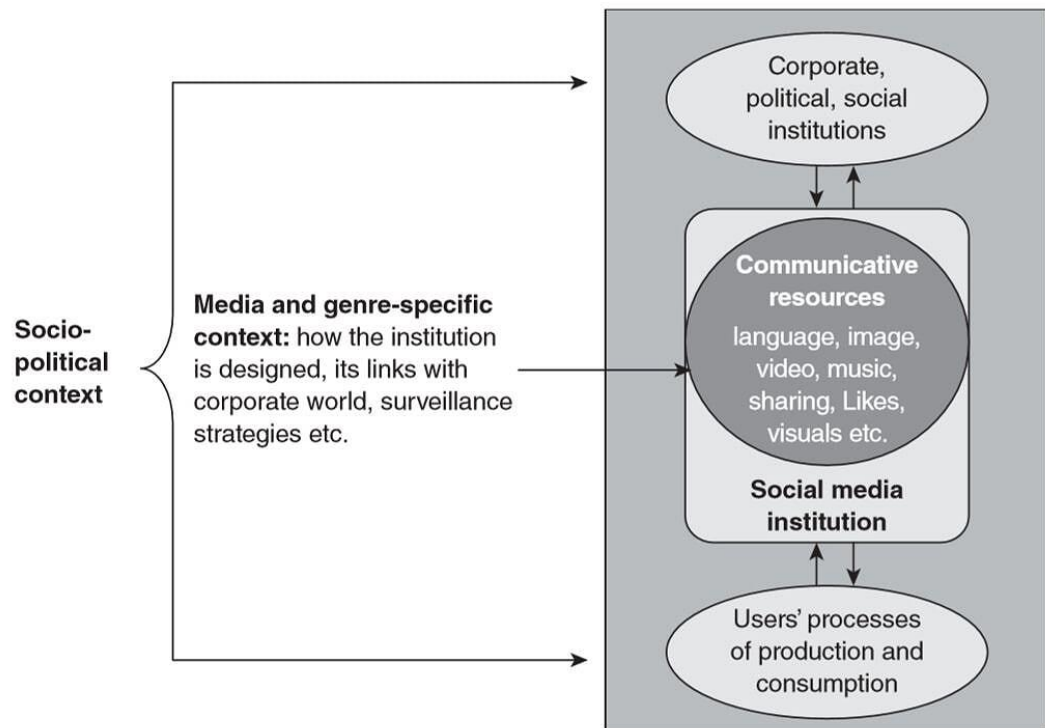 Socio-
political
context
Media and genre-specific
context: how the institution
is designed, its links with
corporate world, surveillance
strategies etc.
Corporate,
political, social
institutions
Communicative
resources
language, image,
video, music,
sharing, Likes,
visuals etc.
Social media
institution
Users’ processes
of production and
consumption